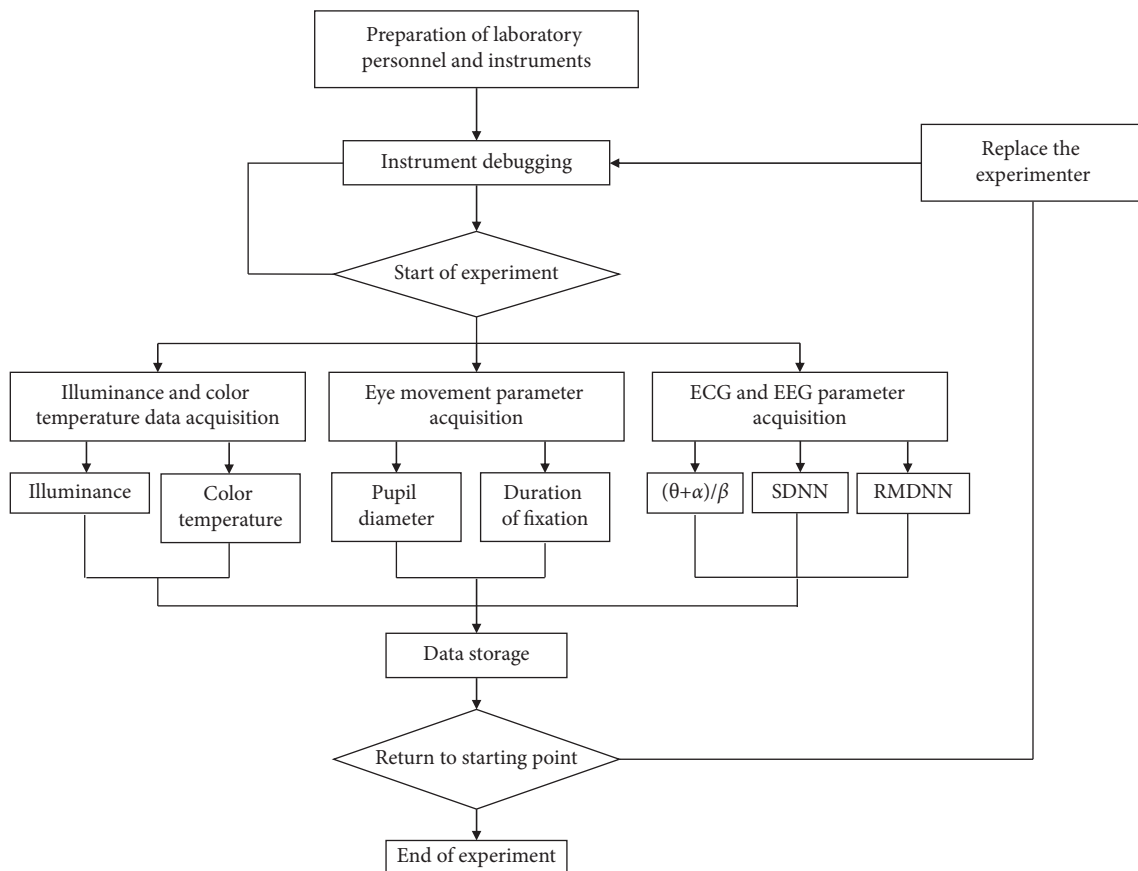 Preparation of laboratory
personnel and instruments
Instrument debugging
Replace the
experimenter
Start of experiment
Illuminance and color
temperature data acquisition
Eye movement parameter
acquisition
ECG and EEG parameter
acquisition
Illuminance
Color
temperature
Pupil
diameter
Duration
of fixation
(θ+α)/β
SDNN
RMDNN
Data storage
Return to starting point
End of experiment